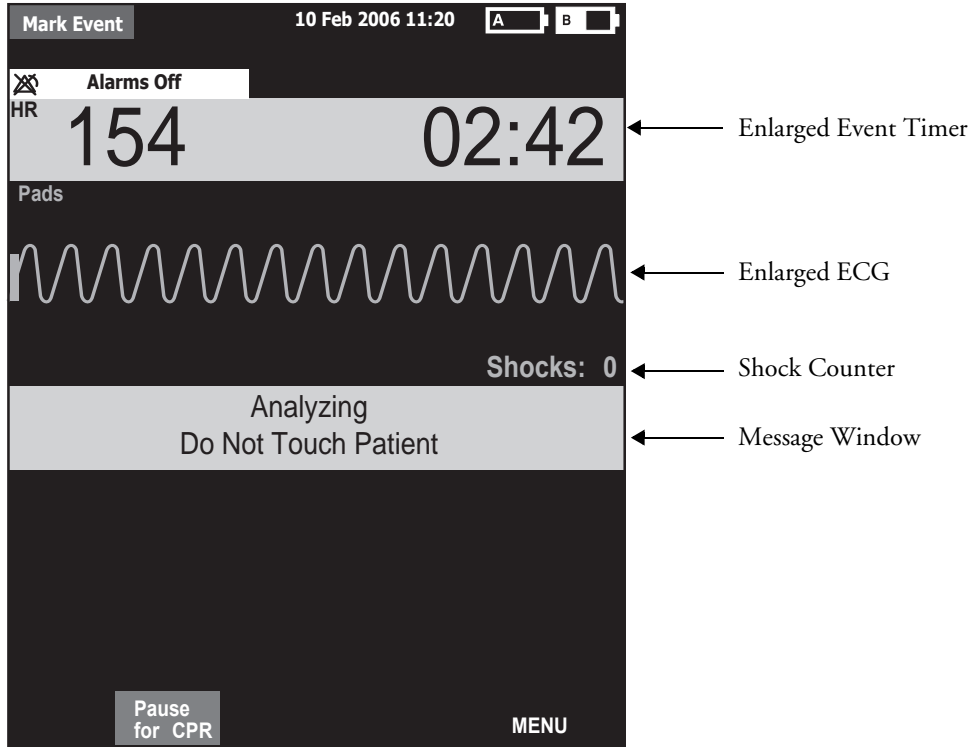 Mark Event 10 Feb 2006 11:20 A B
Alarms Off
HR 154 02:42 Enlarged Event Timer
Pads
Enlarged ECG
Shocks: 0 Shock Counter
Analyzing
Do Not Touch Patient Message Window
Pause
for CPR MENU